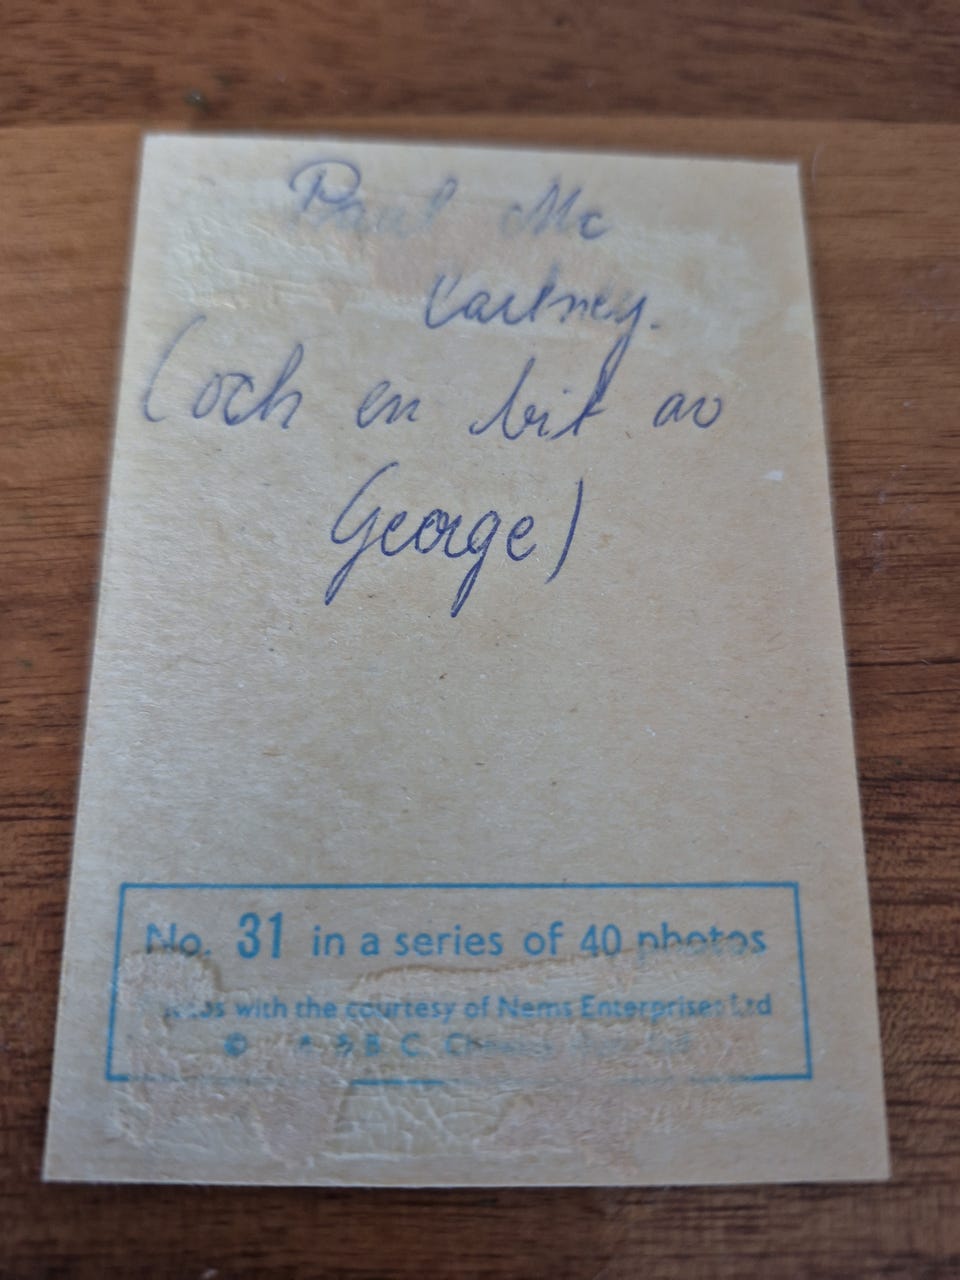 Paul Mc
Cartney.
(och en bit av
George)
No. 31 in a series of 40 photos
with the courtesy of Nems Enterprises Ltd
© A & B C